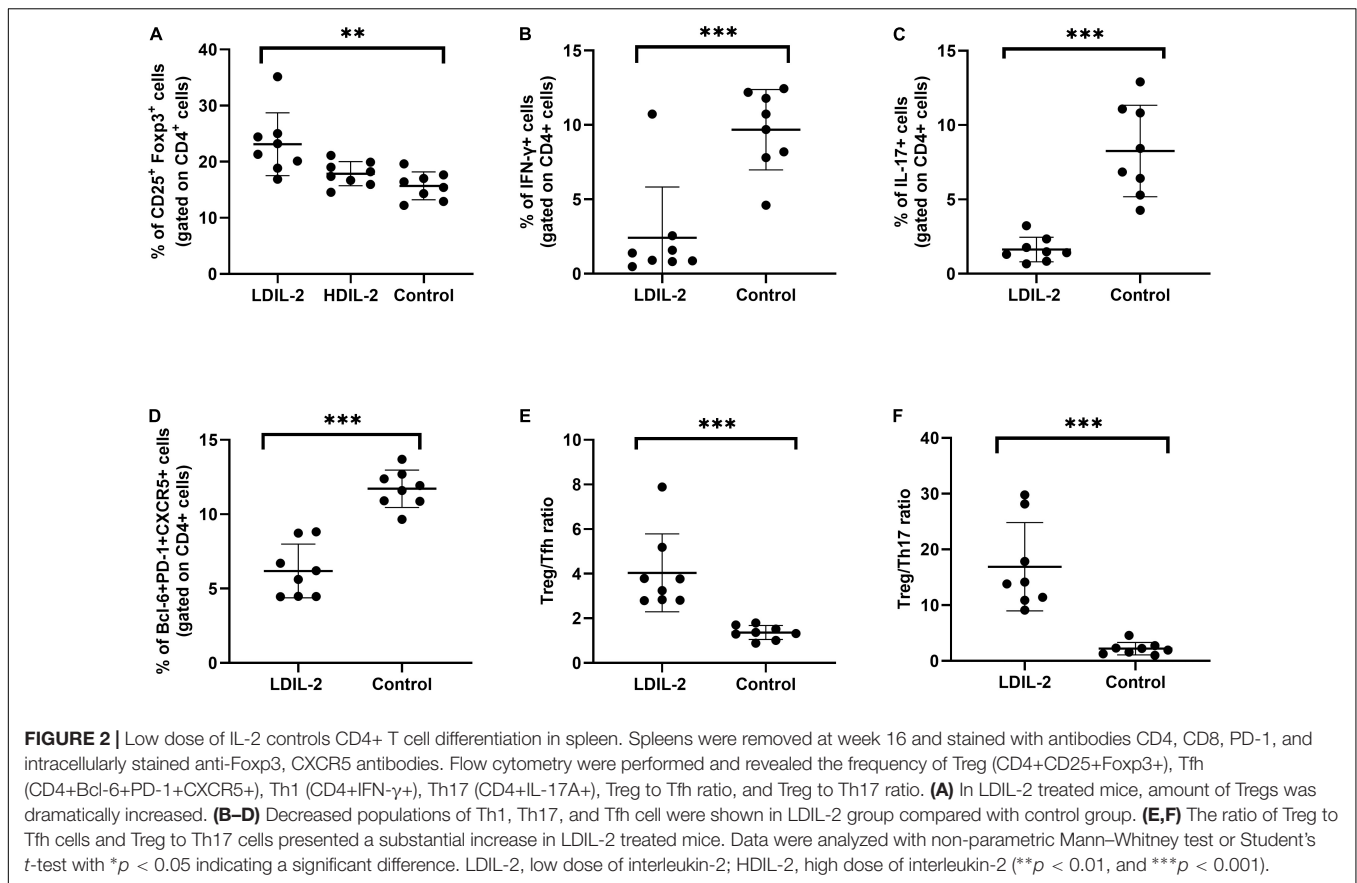 A
**
% of CD25+ Foxp3+ cells
(gated on CD4+ cells)
40
30
20
10
0
LDIL-2 HDIL-2 Control
B
***
% of IFN-γ+ cells
(gated on CD4+ cells)
15
10
5
0
LDIL-2 Control
C
***
% of IL-17+ cells
(gated on CD4+ cells)
15
10
5
0
LDIL-2 Control
D
***
% of Bcl-6+PD-1+CXCR5+ cells
(gated on CD4+ cells)
15
10
5
0
LDIL-2 Control
E
***
Treg/Tfh ratio
10
8
6
4
2
0
LDIL-2 Control
F
***
Treg/Th17 ratio
40
30
20
10
0
LDIL-2 Control
FIGURE 2 | Low dose of IL-2 controls CD4+ T cell differentiation in spleen. Spleens were removed at week 16 and stained with antibodies CD4, CD8, PD-1, and
intracellularly stained anti-Foxp3, CXCR5 antibodies. Flow cytometry were performed and revealed the frequency of Treg (CD4+CD25+Foxp3+), Tfh
(CD4+Bcl-6+PD-1+CXCR5+), Th1 (CD4+IFN-γ+), Th17 (CD4+IL-17A+), Treg to Tfh ratio, and Treg to Th17 ratio. (A) In LDIL-2 treated mice, amount of Tregs was
dramatically increased. (B–D) Decreased populations of Th1, Th17, and Tfh cell were shown in LDIL-2 group compared with control group. (E,F) The ratio of Treg to
Tfh cells and Treg to Th17 cells presented a substantial increase in LDIL-2 treated mice. Data were analyzed with non-parametric Mann–Whitney test or Student's
t-test with *p < 0.05 indicating a significant difference. LDIL-2, low dose of interleukin-2; HDIL-2, high dose of interleukin-2 (**p < 0.01, and ***p < 0.001).